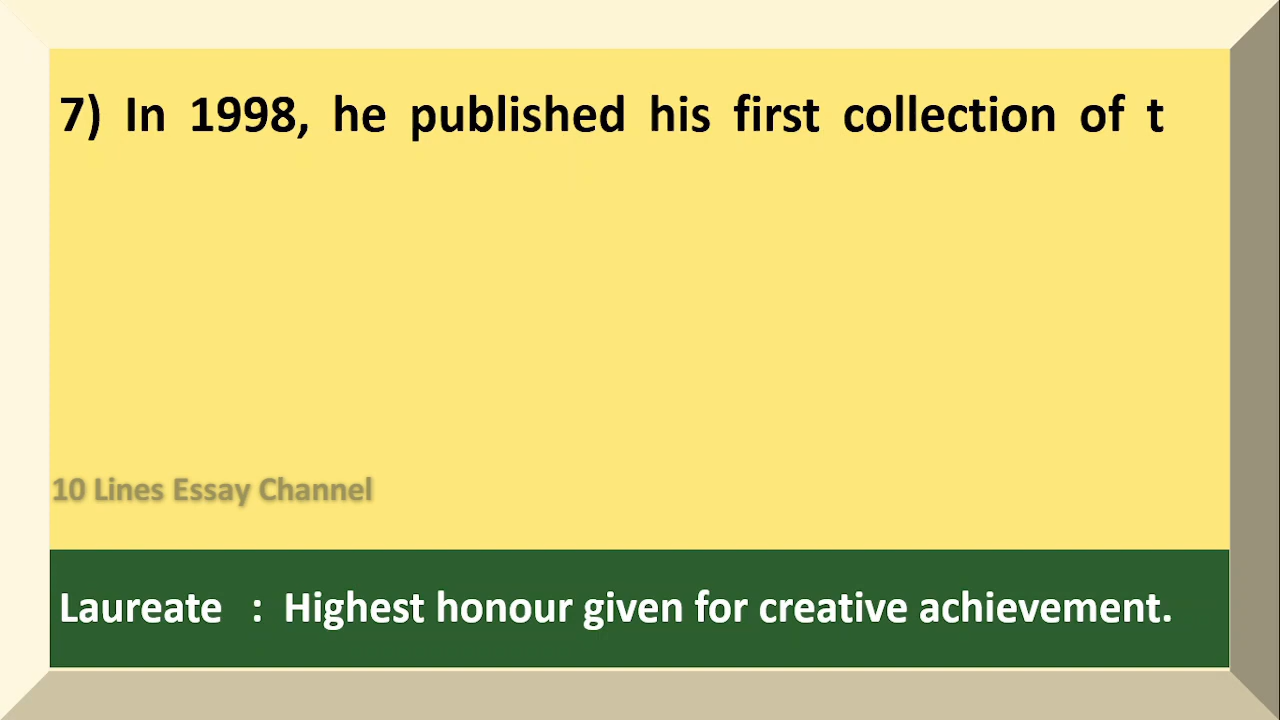 7) In 1998, he published his first collection of t
10 Lines Essay Channel
Laureate : Highest honour given for creative achievement.